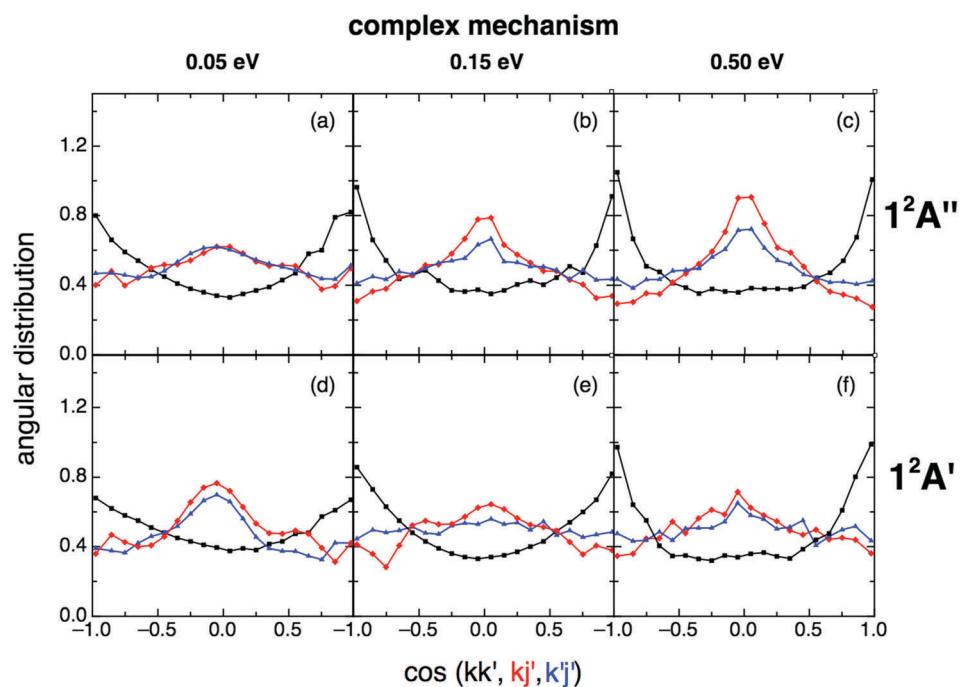 complex mechanism
0.05 eV 0.15 eV 0.50 eV
(a) (b) (c)
1.2
0.8
0.4
0.0
1²A''
(d) (e) (f)
1.2
0.8
0.4
0.0
1²A'
angular distribution
−1.0 −0.5 0.0 0.5 −1.0 −0.5 0.0 0.5 −1.0 −0.5 0.0 0.5 1.0
cos (kk', kj', k'j')